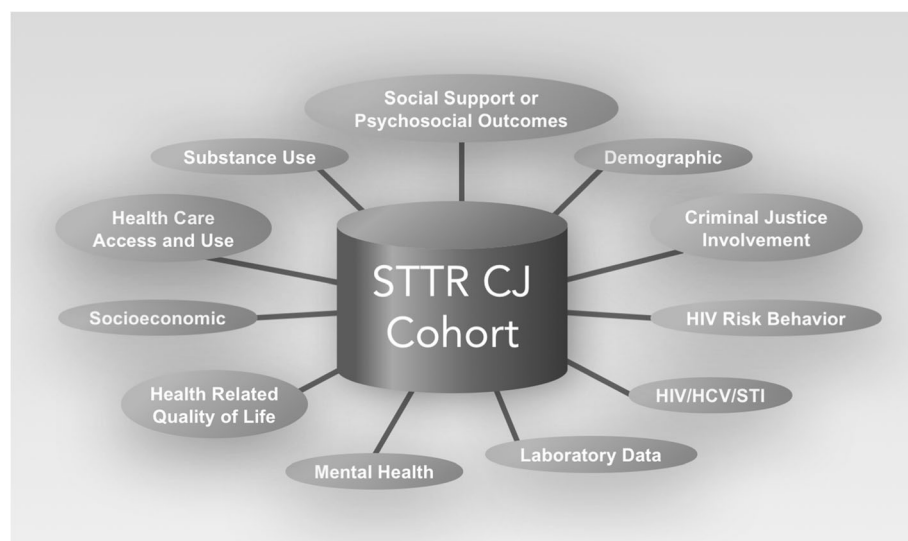 Social Support or
Psychosocial Outcomes
Substance Use
Demographic
Health Care
Access and Use
Criminal Justice
Involvement
STTR CJ
Cohort
Socioeconomic
HIV Risk Behavior
Health Related
Quality of Life
HIV/HCV/STI
Mental Health
Laboratory Data